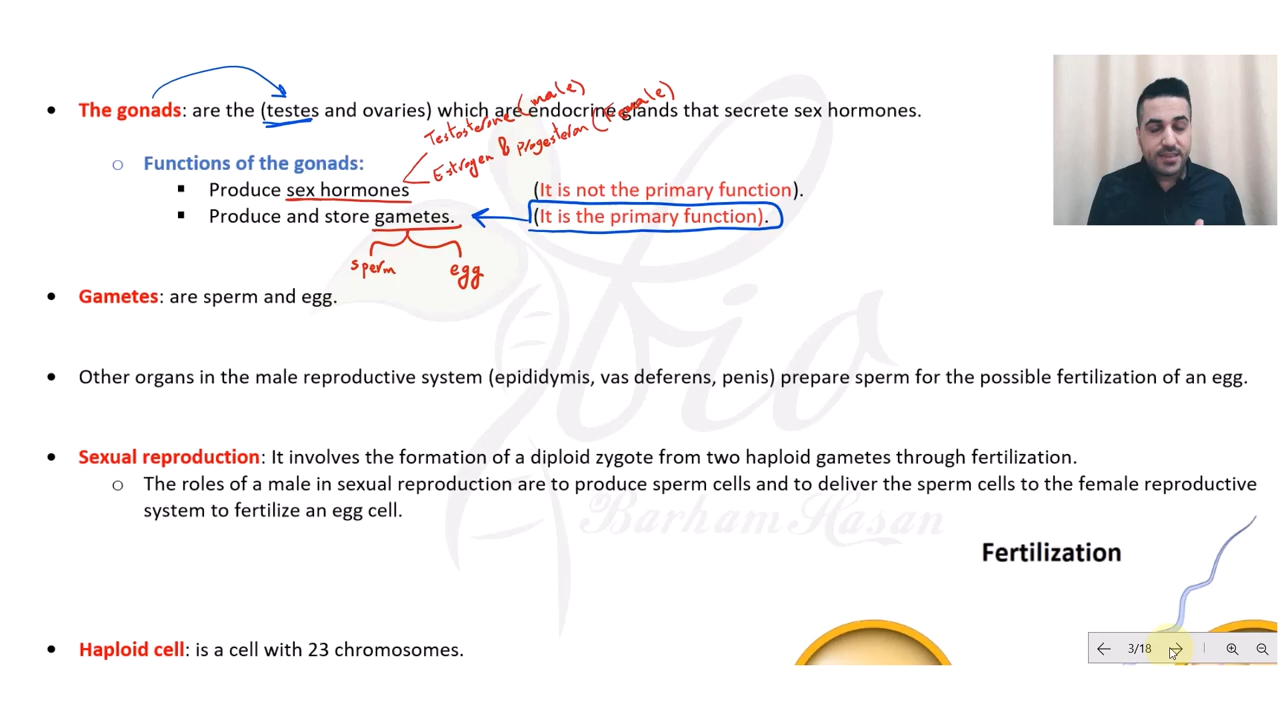 • The gonads: are the (testes and ovaries) which are endocrine glands that secrete sex hormones.
Testosterone (male)
Estrogen & progesteron (Female)
○ Functions of the gonads:
▪ Produce sex hormones (It is not the primary function).
▪ Produce and store gametes. (It is the primary function).
sperm egg
• Gametes: are sperm and egg.
• Other organs in the male reproductive system (epididymis, vas deferens, penis) prepare sperm for the possible fertilization of an egg.
• Sexual reproduction: It involves the formation of a diploid zygote from two haploid gametes through fertilization.
○ The roles of a male in sexual reproduction are to produce sperm cells and to deliver the sperm cells to the female reproductive
system to fertilize an egg cell.
bio
Barham Hasan
Fertilization
• Haploid cell: is a cell with 23 chromosomes.
3/18